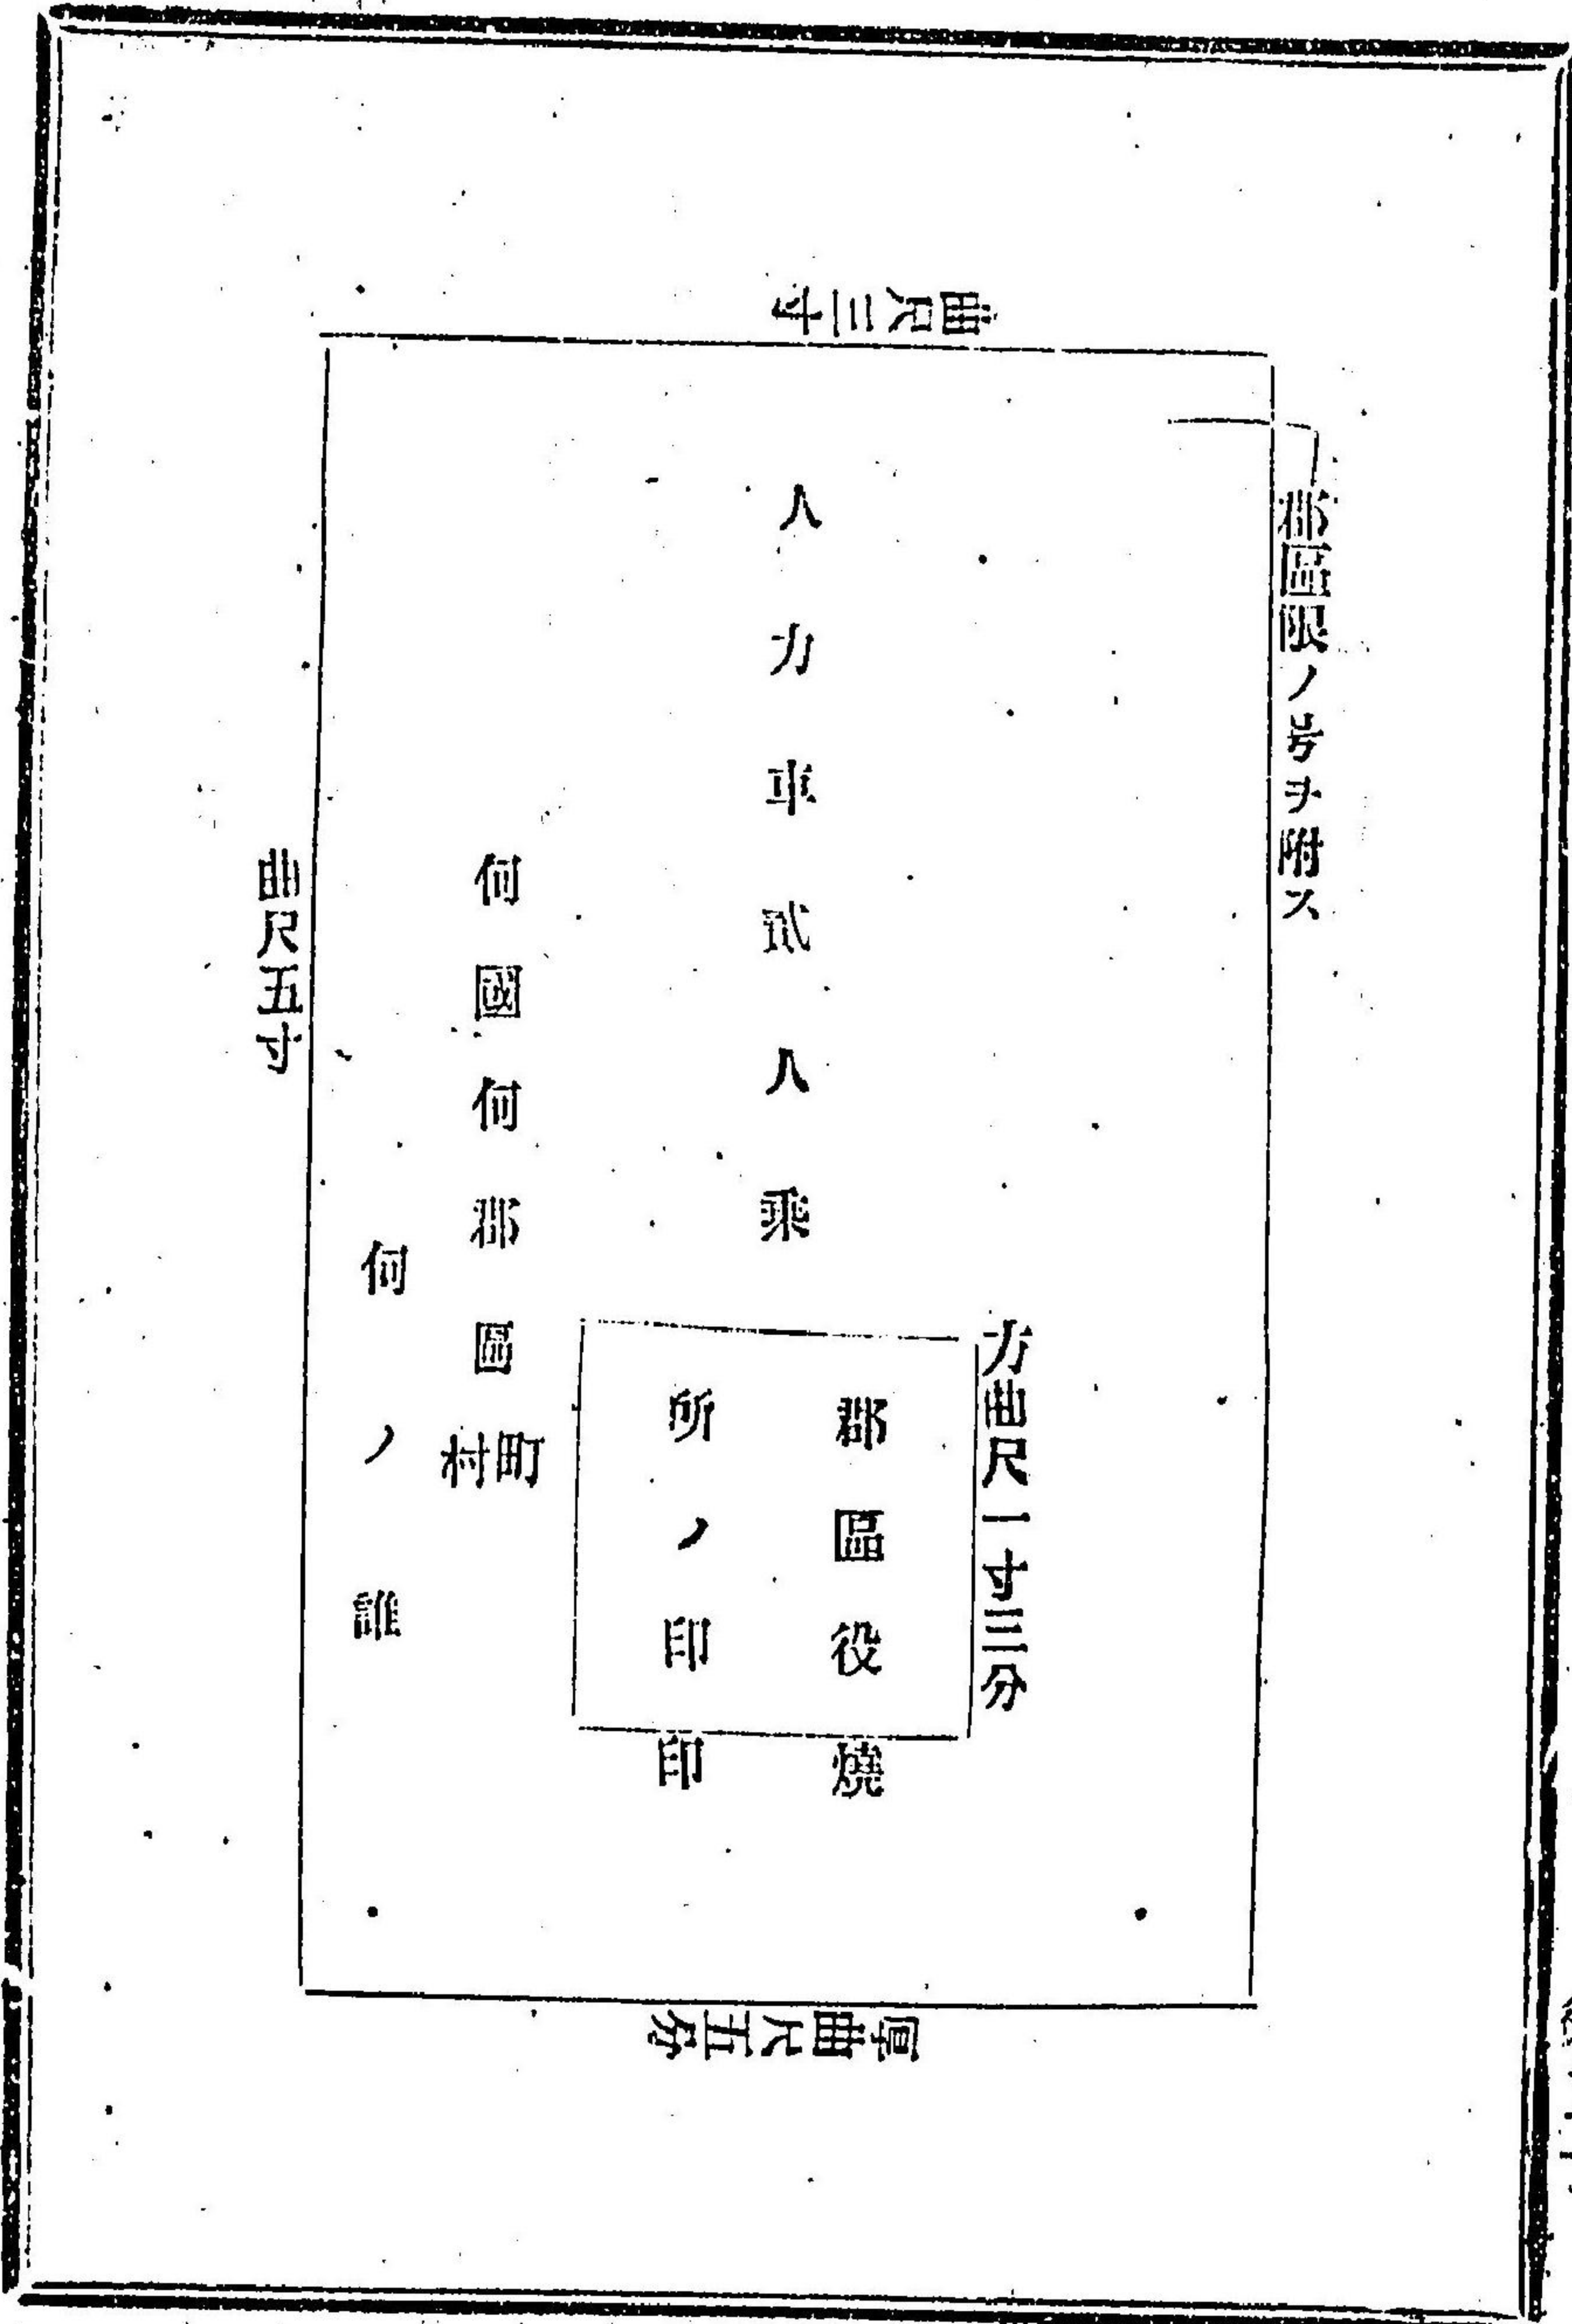 曲尺三寸
郡區限ノ号ヲ附ス
人力車貳人乘
方曲尺一寸三分
郡區役
所ノ印
燒印
何國何郡區町村
何ノ誰
曲尺五寸
厚曲尺五分